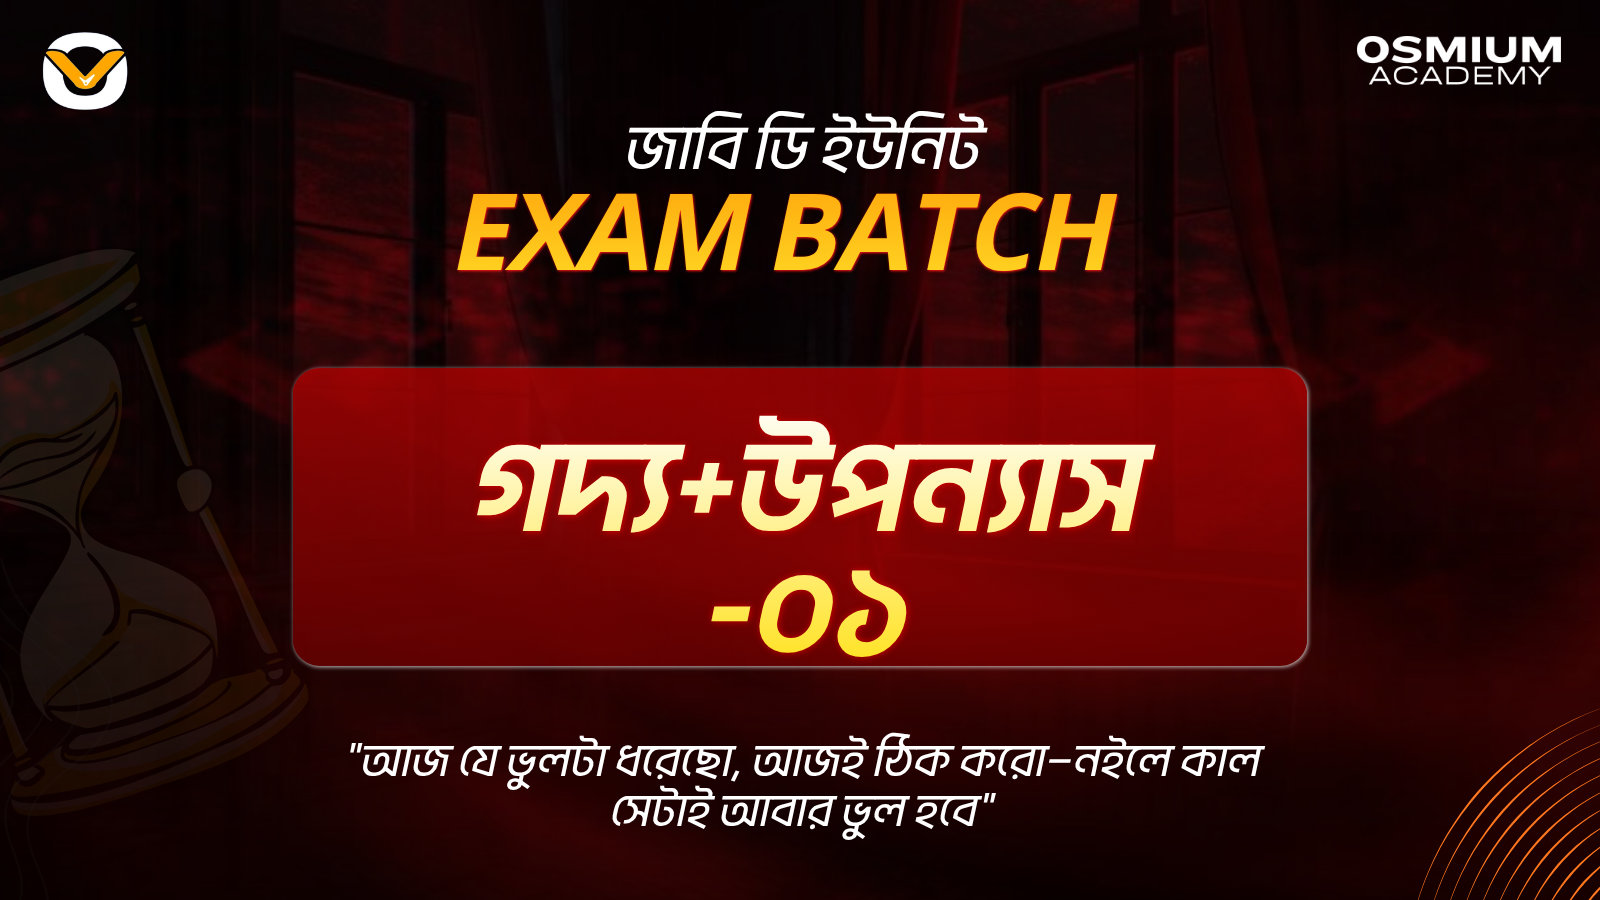 OSMIUM
ACADEMY
জাবি ডি ইউনিট
EXAM BATCH
গদ্য+উপন্যাস
-০১
"আজ যে ভুলটা ধরেছো, আজই ঠিক করো–নইলে কাল
সেটাই আবার ভুল হবে"